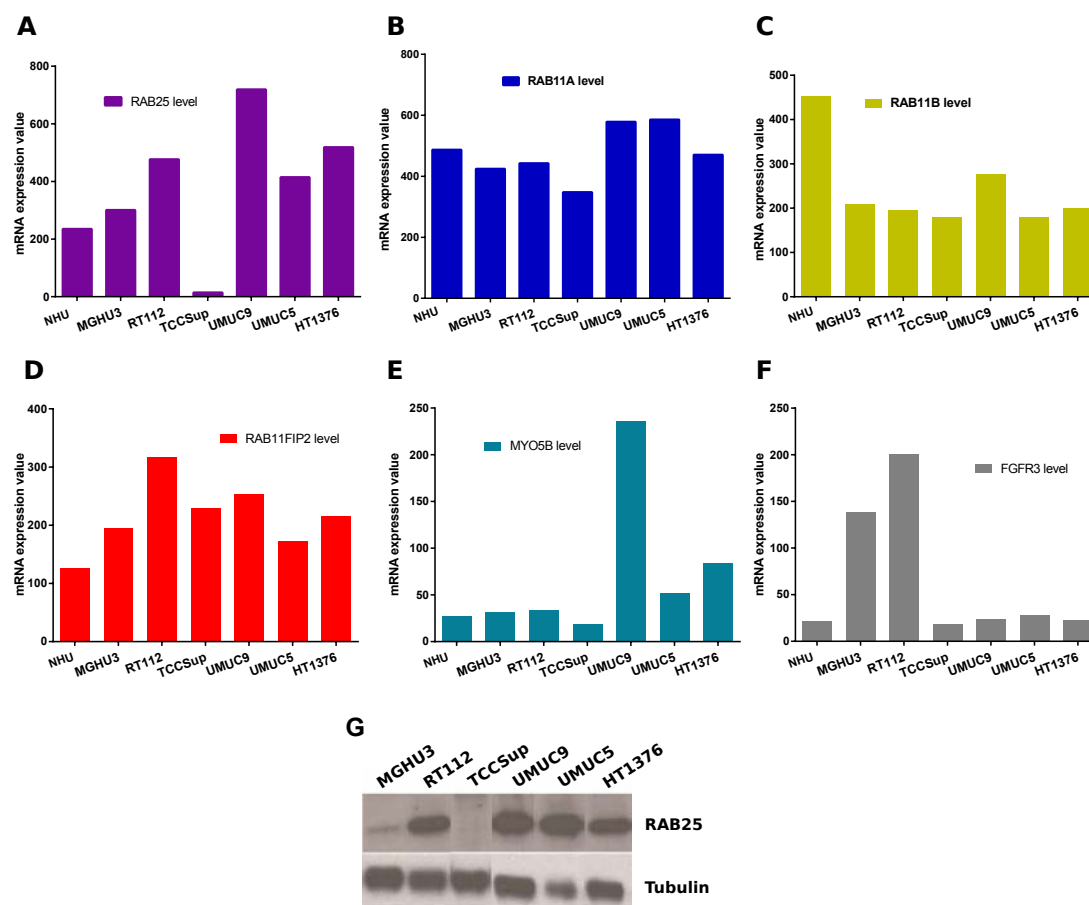 A
mRNA expression value
800
600
400
200
0
RAB25 level
NHU
MGHU3
RT112
TCCSup
UMUC9
UMUC5
HT1376
B
mRNA expression value
800
600
400
200
0
RAB11A level
NHU
MGHU3
RT112
TCCSup
UMUC9
UMUC5
HT1376
C
mRNA expression value
500
400
300
200
100
0
RAB11B level
NHU
MGHU3
RT112
TCCSup
UMUC9
UMUC5
HT1376
D
mRNA expression value
400
300
200
100
0
RAB11FIP2 level
NHU
MGHU3
RT112
TCCSup
UMUC9
UMUC5
HT1376
E
mRNA expression value
250
200
150
100
50
0
MYO5B level
NHU
MGHU3
RT112
TCCSup
UMUC9
UMUC5
HT1376
F
mRNA expression value
250
200
150
100
50
0
FGFR3 level
NHU
MGHU3
RT112
TCCSup
UMUC9
UMUC5
HT1376
G
MGHU3
RT112
TCCSup
UMUC9
UMUC5
HT1376
RAB25
Tubulin